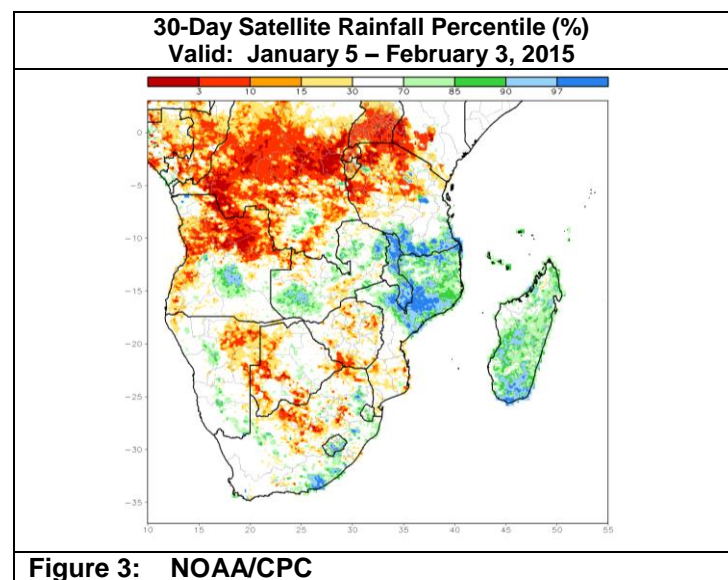 30-Day Satellite Rainfall Percentile (%)
Valid: January 5 – February 3, 2015
3 10 15 30 70 85 90 97
0
−5
−10
−15
−20
−25
−30
−35
10 15 20 25 30 35 40 45 50 55
Figure 3: NOAA/CPC